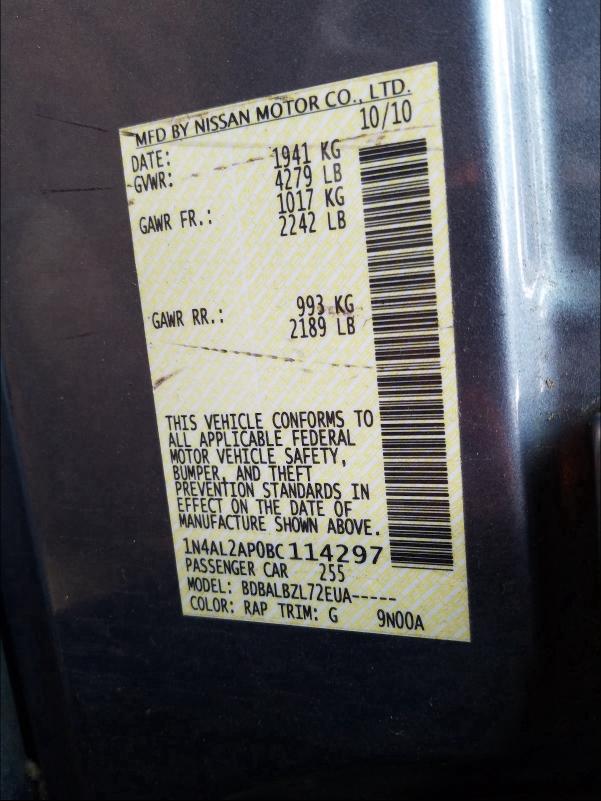 MFD BY NISSAN MOTOR CO., LTD.
DATE: 10/10
GVWR: 1941 KG
4279 LB
GAWR FR.: 1017 KG
2242 LB
GAWR RR.: 993 KG
2189 LB
THIS VEHICLE CONFORMS TO
ALL APPLICABLE FEDERAL
MOTOR VEHICLE SAFETY,
BUMPER, AND THEFT
PREVENTION STANDARDS IN
EFFECT ON THE DATE OF
MANUFACTURE SHOWN ABOVE.
1N4AL2AP0BC114297
PASSENGER CAR 255
MODEL: BDBALBZL72EUA-----
COLOR: RAP TRIM: G 9N00A